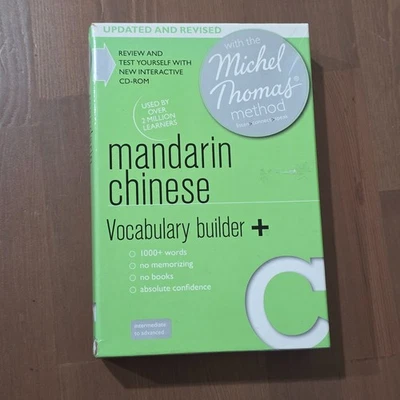 UPDATED AND REVISED
REVIEW AND
TEST YOURSELF WITH
NEW INTERACTIVE
CD-ROM
with the
Michel
Thomas®
method
USED BY
OVER
2 MILLION
LEARNERS
mandarin
chinese
Vocabulary builder +
1000+ words
no memorizing
no books
absolute confidence
C
intermediate
to advanced